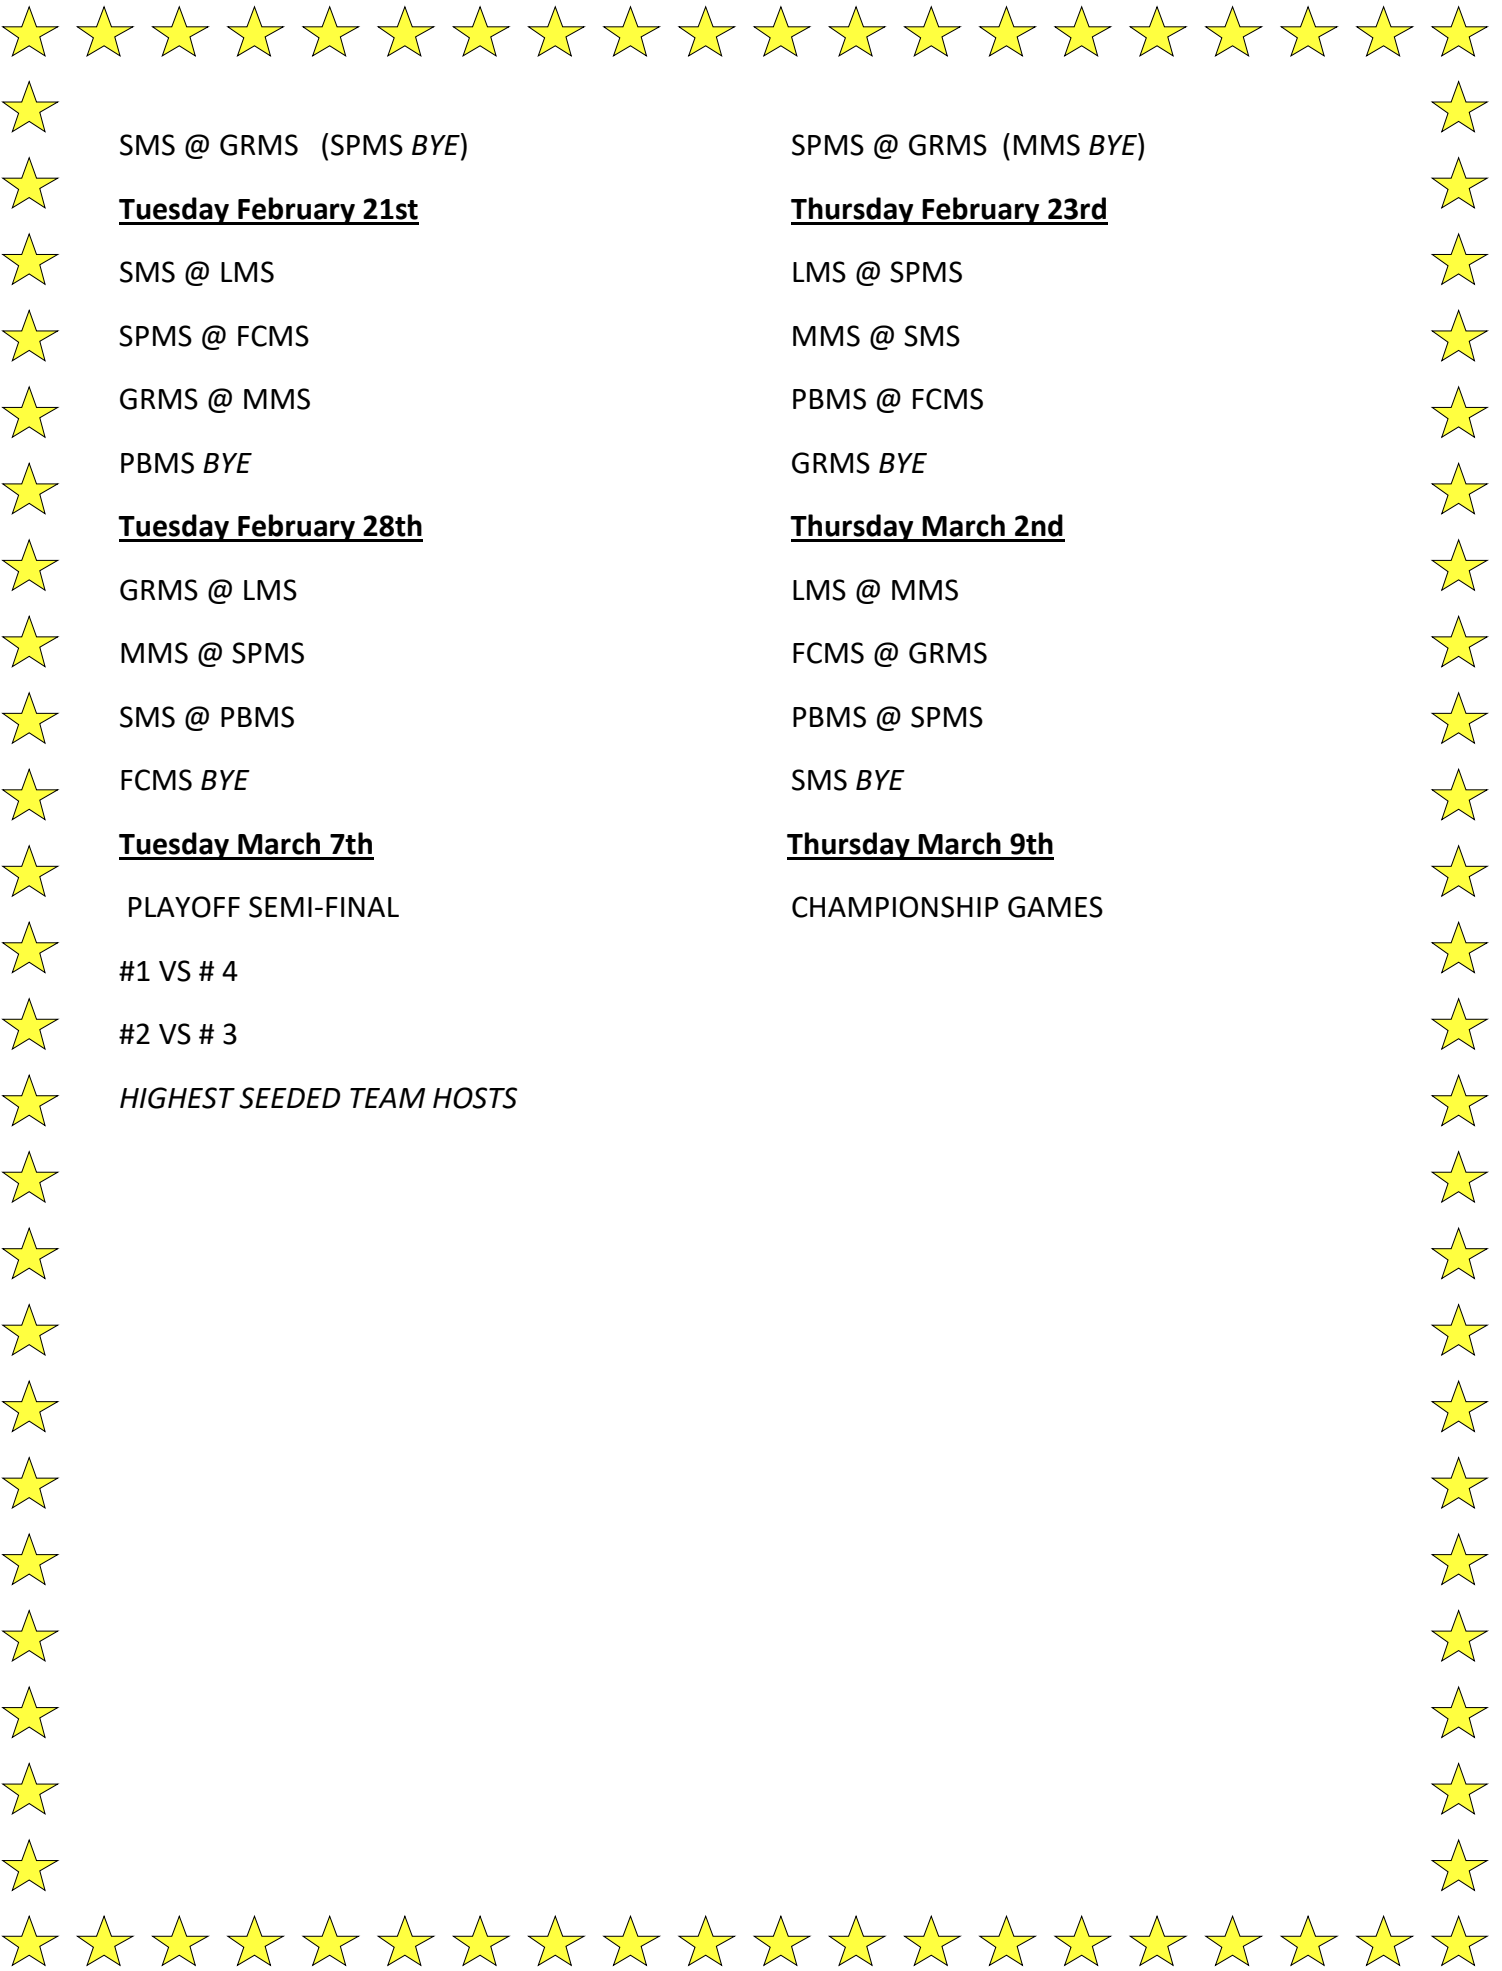 SMS @ GRMS (SPMS BYE) SPMS @ GRMS (MMS BYE)
Tuesday February 21st Thursday February 23rd
SMS @ LMS LMS @ SPMS
SPMS @ FCMS MMS @ SMS
GRMS @ MMS PBMS @ FCMS
PBMS BYE GRMS BYE
Tuesday February 28th Thursday March 2nd
GRMS @ LMS LMS @ MMS
MMS @ SPMS FCMS @ GRMS
SMS @ PBMS PBMS @ SPMS
FCMS BYE SMS BYE
Tuesday March 7th Thursday March 9th
PLAYOFF SEMI-FINAL CHAMPIONSHIP GAMES
#1 VS # 4
#2 VS # 3
HIGHEST SEEDED TEAM HOSTS